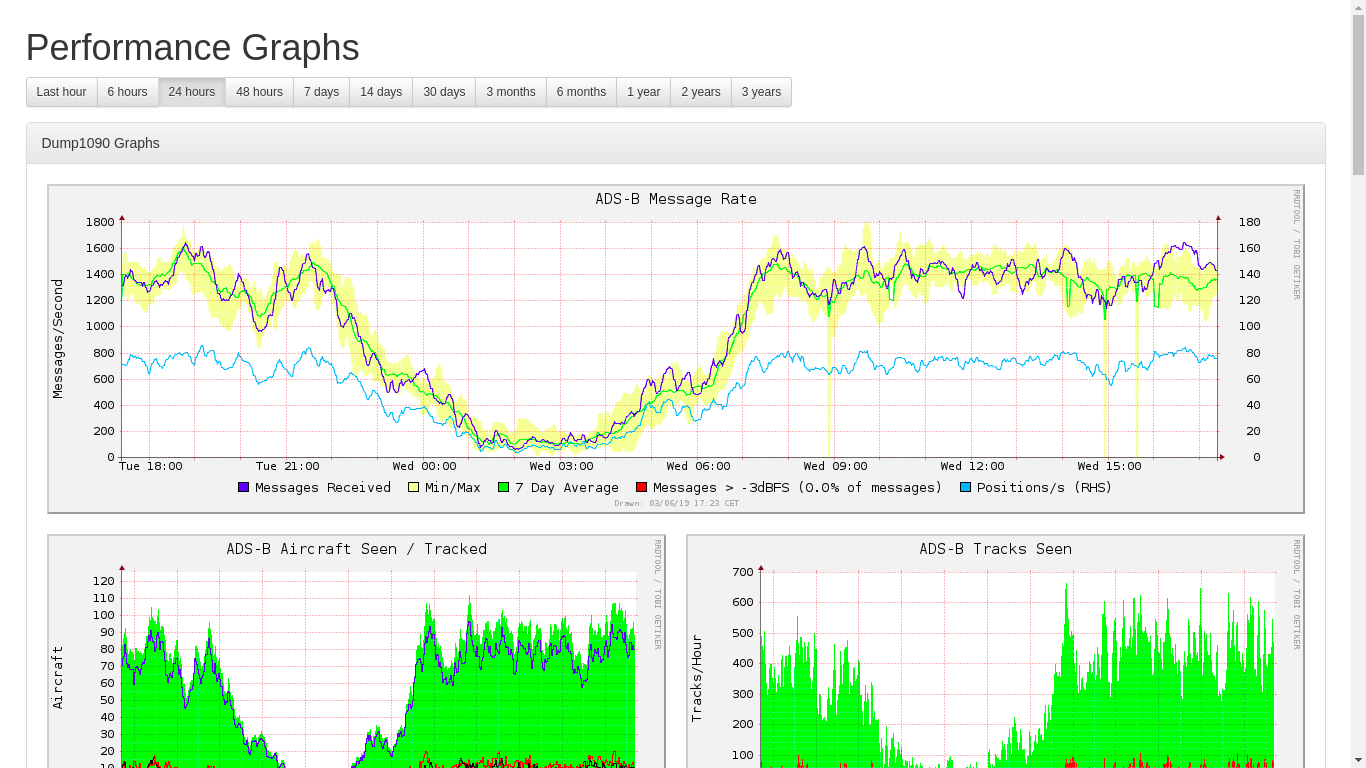 Performance Graphs
Last hour 6 hours 24 hours 48 hours 7 days 14 days 30 days 3 months 6 months 1 year 2 years 3 years
Dump1090 Graphs
ADS-B Message Rate
RRDTOOL / TOBI OETIKER
Messages/Second
1800 180
1600 160
1400 140
1200 120
1000 100
800 80
600 60
400 40
200 20
0 0
Tue 18:00 Tue 21:00 Wed 00:00 Wed 03:00 Wed 06:00 Wed 09:00 Wed 12:00 Wed 15:00
Messages Received Min/Max 7 Day Average Messages > -3dBFS (0.0% of messages) Positions/s (RHS)
Drawn: 03/06/19 17:23 CET
ADS-B Aircraft Seen / Tracked
RRDTOOL / TOBI OETIKER
Aircraft
120
110
100
90
80
70
60
50
40
30
20
10
ADS-B Tracks Seen
RRDTOOL / TOBI OETIKER
Tracks/Hour
700
600
500
400
300
200
100